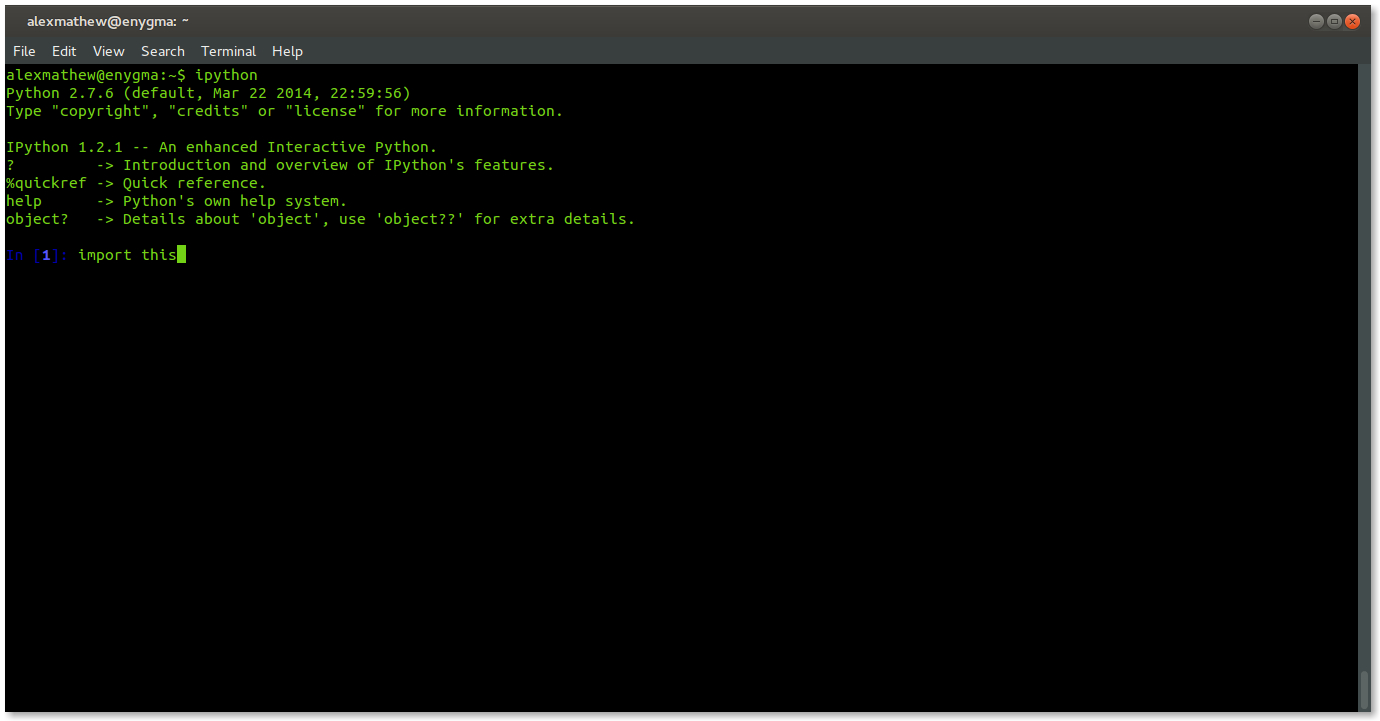 alexmathew@enygma: ~
File Edit View Search Terminal Help
alexmathew@enygma:~$ ipython
Python 2.7.6 (default, Mar 22 2014, 22:59:56)
Type "copyright", "credits" or "license" for more information.
IPython 1.2.1 -- An enhanced Interactive Python.
?         -> Introduction and overview of IPython's features.
%quickref -> Quick reference.
help      -> Python's own help system.
object?   -> Details about 'object', use 'object??' for extra details.
In [1]: import this